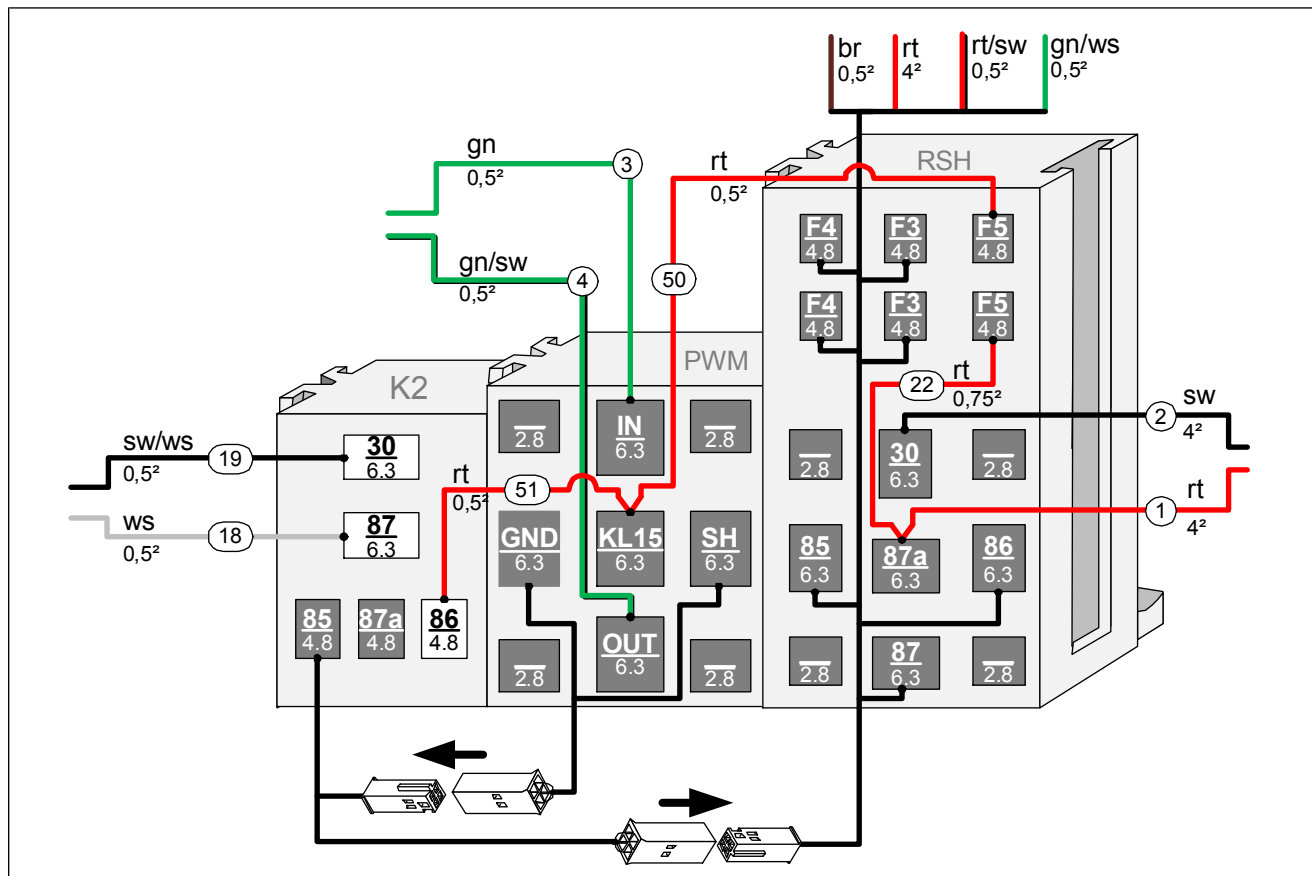 br
0,5²
rt
4²
rt/sw
0,5²
gn/ws
0,5²
gn
0,5²
3
rt
0,5²
RSH
F4
4.8
F3
4.8
F5
4.8
gn/sw
0,5²
4
50
F4
4.8
F3
4.8
F5
4.8
K2
PWM
22
rt
0,75²
sw
4²
2
2.8
IN
6.3
2.8
sw/ws
0,5²
19
30
6.3
2.8
30
6.3
2.8
rt
0,5²
51
rt
4²
1
ws
0,5²
18
87
6.3
GND
6.3
KL15
6.3
SH
6.3
85
6.3
87a
6.3
86
6.3
85
4.8
87a
4.8
86
4.8
2.8
OUT
6.3
2.8
2.8
87
6.3
2.8